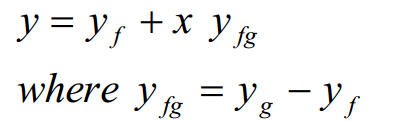 y = y_f + x y_fg
where y_fg = y_g − y_f